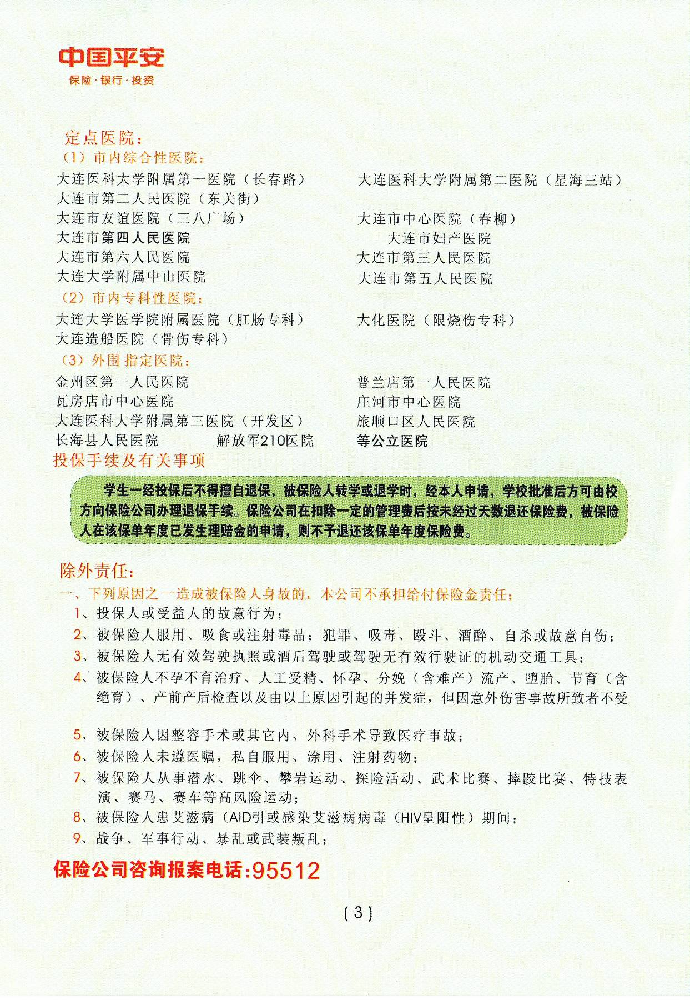 中国平安
保险·银行·投资
定点医院：
（1）市内综合性医院：
大连医科大学附属第一医院（长春路） 大连医科大学附属第二医院（星海三站）
大连市第二人民医院（东关街）
大连市友谊医院（三八广场） 大连市中心医院（春柳）
大连市第四人民医院 大连市妇产医院
大连市第六人民医院 大连市第三人民医院
大连大学附属中山医院 大连市第五人民医院
（2）市内专科性医院：
大连大学医学院附属医院（肛肠专科） 大化医院（限烧伤专科）
大连造船医院（骨伤专科）
（3）外围 指定医院：
金州区第一人民医院 普兰店第一人民医院
瓦房店市中心医院 庄河市中心医院
大连医科大学附属第三医院（开发区） 旅顺口区人民医院
长海县人民医院 解放军210医院 等公立医院
投保手续及有关事项
学生一经投保后不得擅自退保，被保险人转学或退学时，经本人申请，学校批准后方可由校
方向保险公司办理退保手续。保险公司在扣除一定的管理费后按未经过天数退还保险费，被保险
人在该保单年度已发生理赔金的申请，则不予退还该保单年度保险费。
除外责任：
一、下列原因之一造成被保险人身故的，本公司不承担给付保险金责任；
1、投保人或受益人的故意行为；
2、被保险人服用、吸食或注射毒品；犯罪、吸毒、殴斗、酒醉、自杀或故意自伤；
3、被保险人无有效驾驶执照或酒后驾驶或驾驶无有效行驶证的机动交通工具；
4、被保险人不孕不育治疗、人工受精、怀孕、分娩（含难产）流产、堕胎、节育（含
绝育）、产前产后检查以及由以上原因引起的并发症，但因意外伤害事故所致者不受
5、被保险人因整容手术或其它内、外科手术导致医疗事故；
6、被保险人未遵医嘱，私自服用、涂用、注射药物；
7、被保险人从事潜水、跳伞、攀岩运动、探险活动、武术比赛、摔跤比赛、特技表
演、赛马、赛车等高风险运动；
8、被保险人患艾滋病（AID引或感染艾滋病病毒（HIV呈阳性）期间；
9、战争、军事行动、暴乱或武装叛乱；
保险公司咨询报案电话:95512
(3)